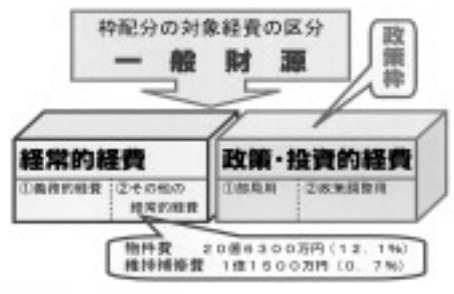 枠配分の対象経費の区分
一般財源
政策枠
経常的経費
①義務的経費
②その他の
経常的経費
政策・投資的経費
①部局用
②政策調整用
物件費 20億6300万円(12.1%)
維持補修費 1億1500万円(0.7%)